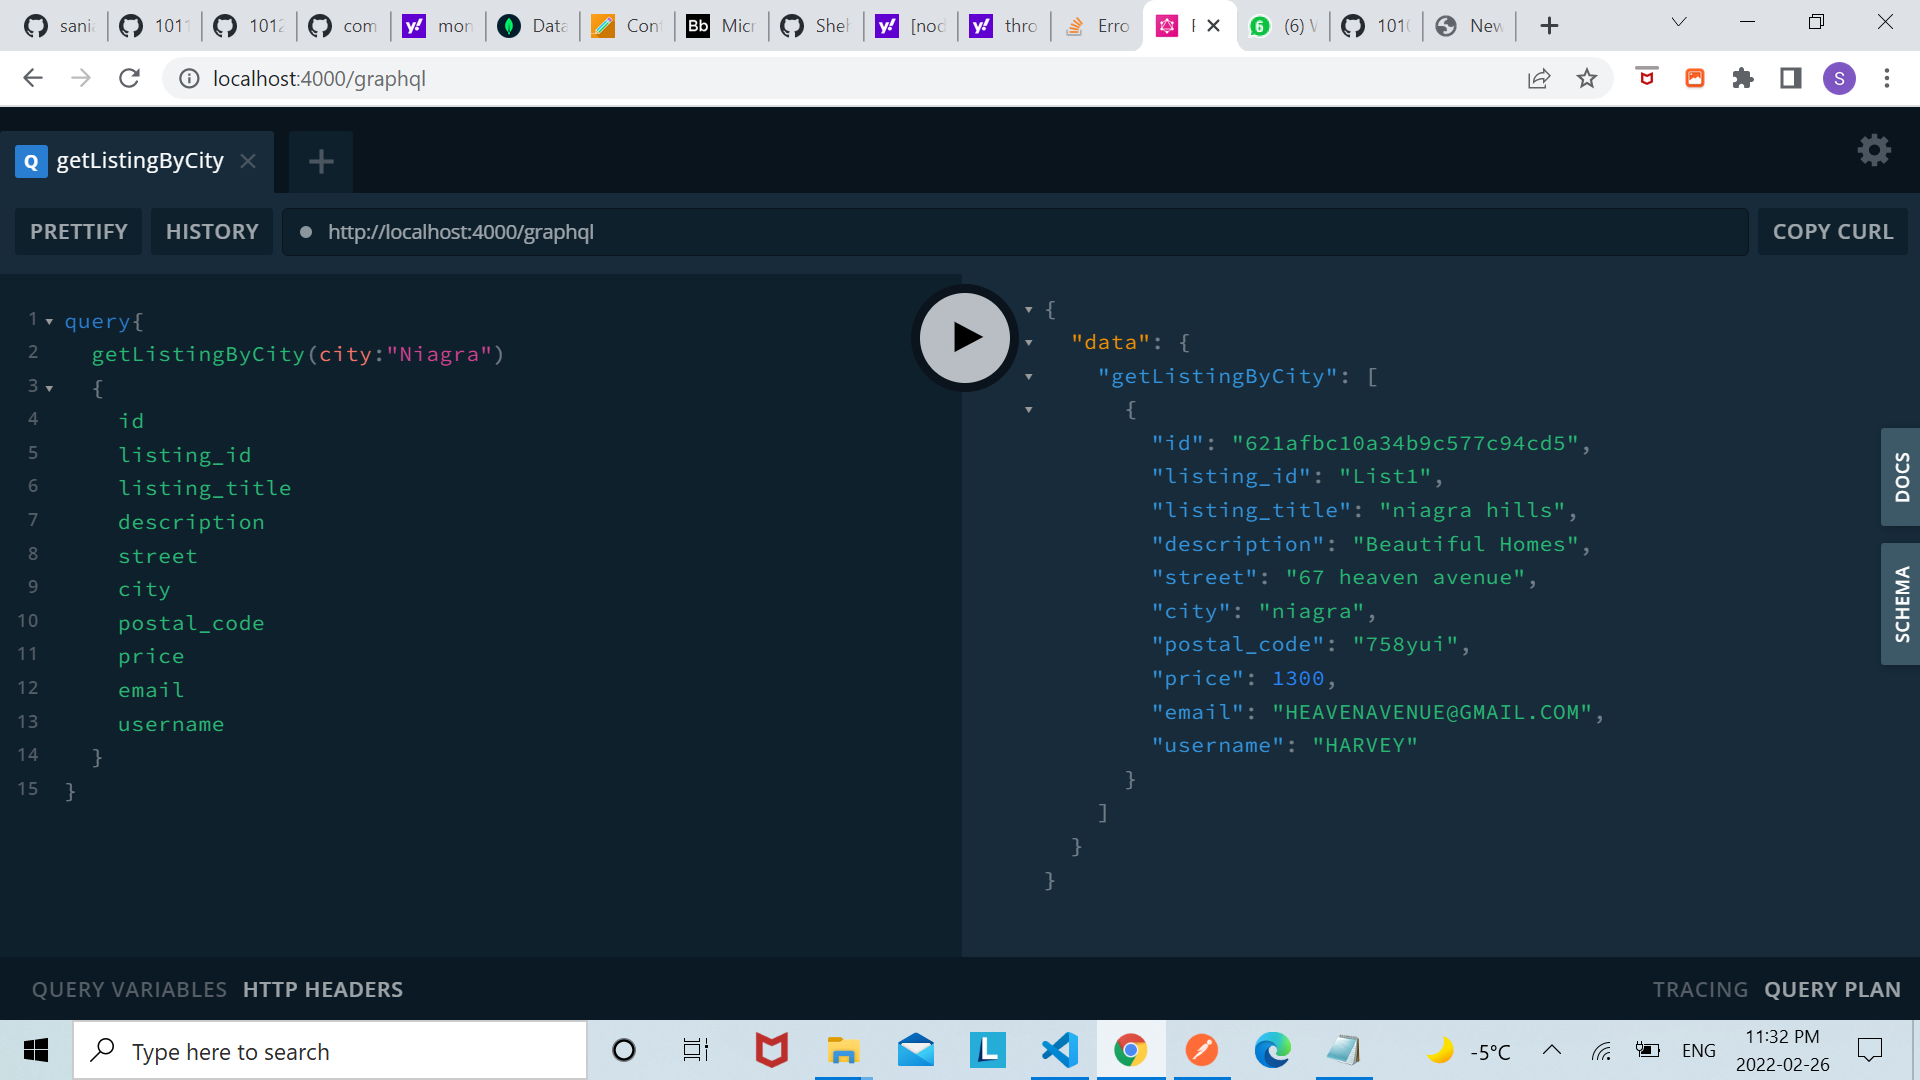 sani 1011 1012 com mon Data Con Bb Micr Sheh [nod thro Erro (6) 1010 New
localhost:4000/graphql
S
Q getListingByCity
PRETTIFY HISTORY http://localhost:4000/graphql COPY CURL
1 query{
2 getListingByCity(city:"Niagra")
3 {
4 id
5 listing_id
6 listing_title
7 description
8 street
9 city
10 postal_code
11 price
12 email
13 username
14 }
15 }
{
"data": {
"getListingByCity": [
{
"id": "621afbc10a34b9c577c94cd5",
"listing_id": "List1",
"listing_title": "niagra hills",
"description": "Beautiful Homes",
"street": "67 heaven avenue",
"city": "niagra",
"postal_code": "758yui",
"price": 1300,
"email": "HEAVENAVENUE@GMAIL.COM",
"username": "HARVEY"
}
]
}
}
DOCS
SCHEMA
QUERY VARIABLES HTTP HEADERS TRACING QUERY PLAN
Type here to search -5°C ENG 11:32 PM
2022-02-26